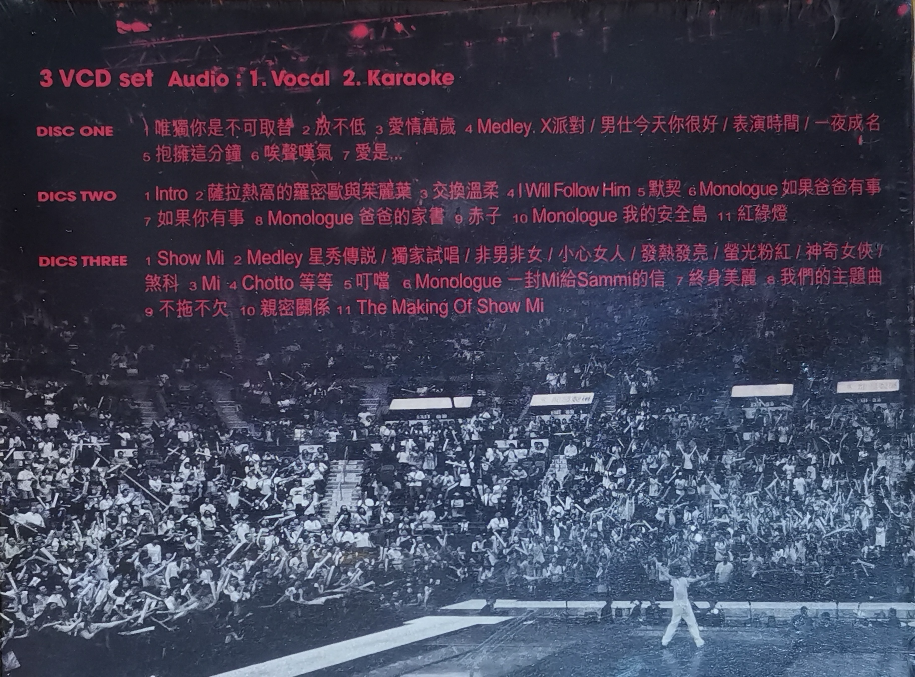 3 VCD set Audio : 1. Vocal 2. Karaoke
DISC ONE 1 唯獨你是不可取替 2 放不低 3 愛情萬歲 4 Medley. X派對 / 男仕今天你很好 / 表演時間 / 一夜成名
5 抱擁這分鐘 6 唉聲嘆氣 7 愛是...
DICS TWO 1 Intro 2 薩拉熱窩的羅密歐與茱麗葉 3 交換溫柔 4 I Will Follow Him 5 默契 6 Monologue 如果爸爸有事
7 如果你有事 8 Monologue 爸爸的家書 9 赤子 10 Monologue 我的安全島 11 紅綠燈
DICS THREE 1 Show Mi 2 Medley 星秀傳說 / 獨家試唱 / 非男非女 / 小心女人 / 發熱發亮 / 螢光粉紅 / 神奇女俠 /
煞科 3 Mi 4 Chotto 等等 5 叮噹 6 Monologue 一封Mi給Sammi的信 7 終身美麗 8 我們的主題曲
9 不拖不欠 10 親密關係 11 The Making Of Show Mi